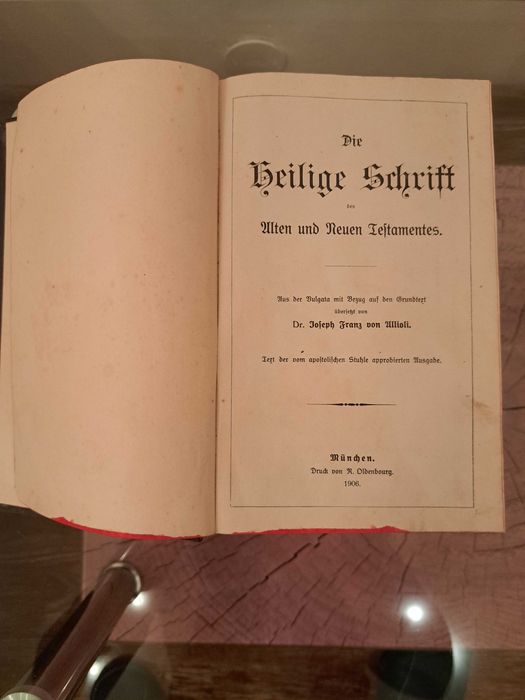 Die
Heilige Schrift
des
Alten und Neuen Testamentes.
Aus der Vulgata mit Bezug auf den Grundtext
übersetzt von
Dr. Joseph Franz von Allioli.
Text der vom apostolischen Stuhle approbierten Ausgabe.
München.
Druck von R. Oldenbourg.
1906.